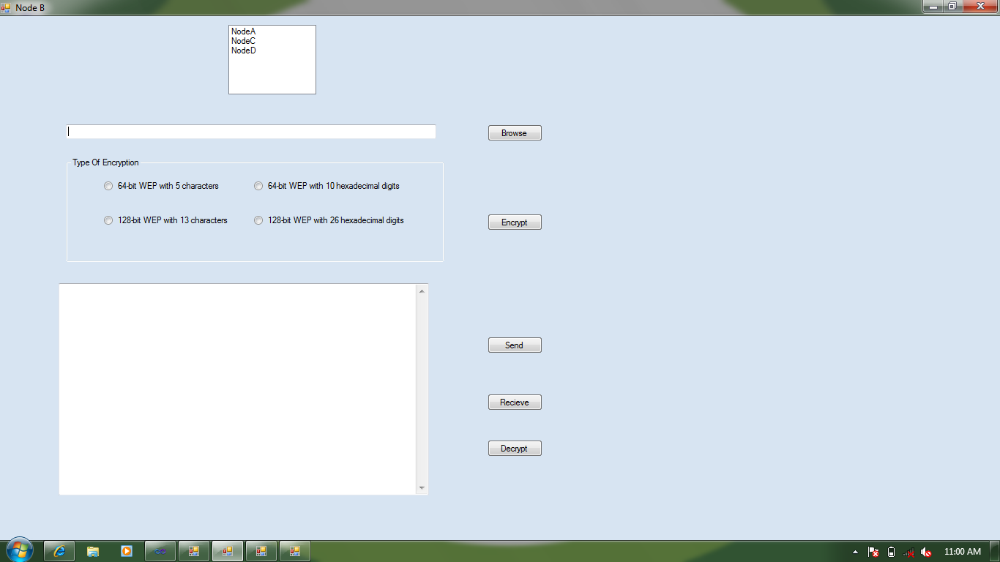 Node B
NodeA
NodeC
NodeD
Browse
Type Of Encryption
64-bit WEP with 5 characters
64-bit WEP with 10 hexadecimal digits
128-bit WEP with 13 characters
128-bit WEP with 26 hexadecimal digits
Encrypt
Send
Recieve
Decrypt
11:00 AM